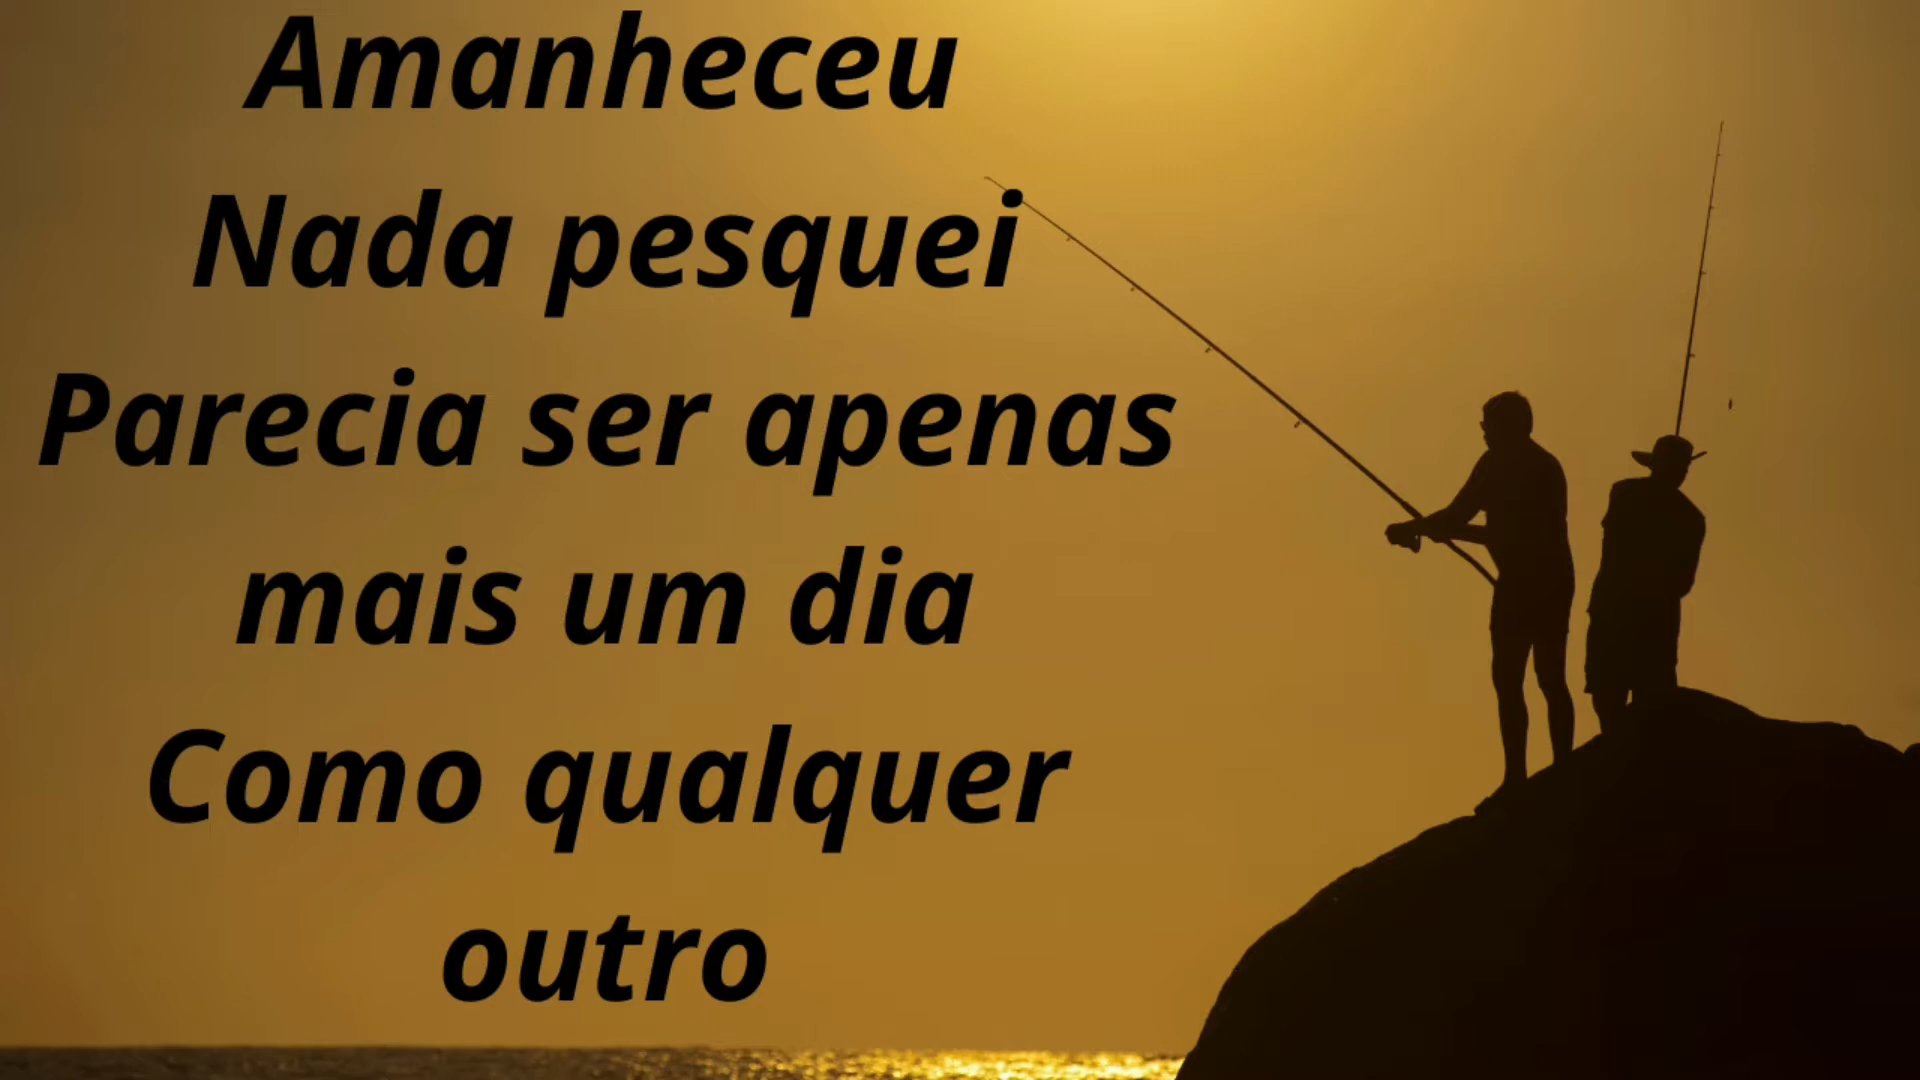 Amanheceu
Nada pesquei
Parecia ser apenas
mais um dia
Como qualquer
outro